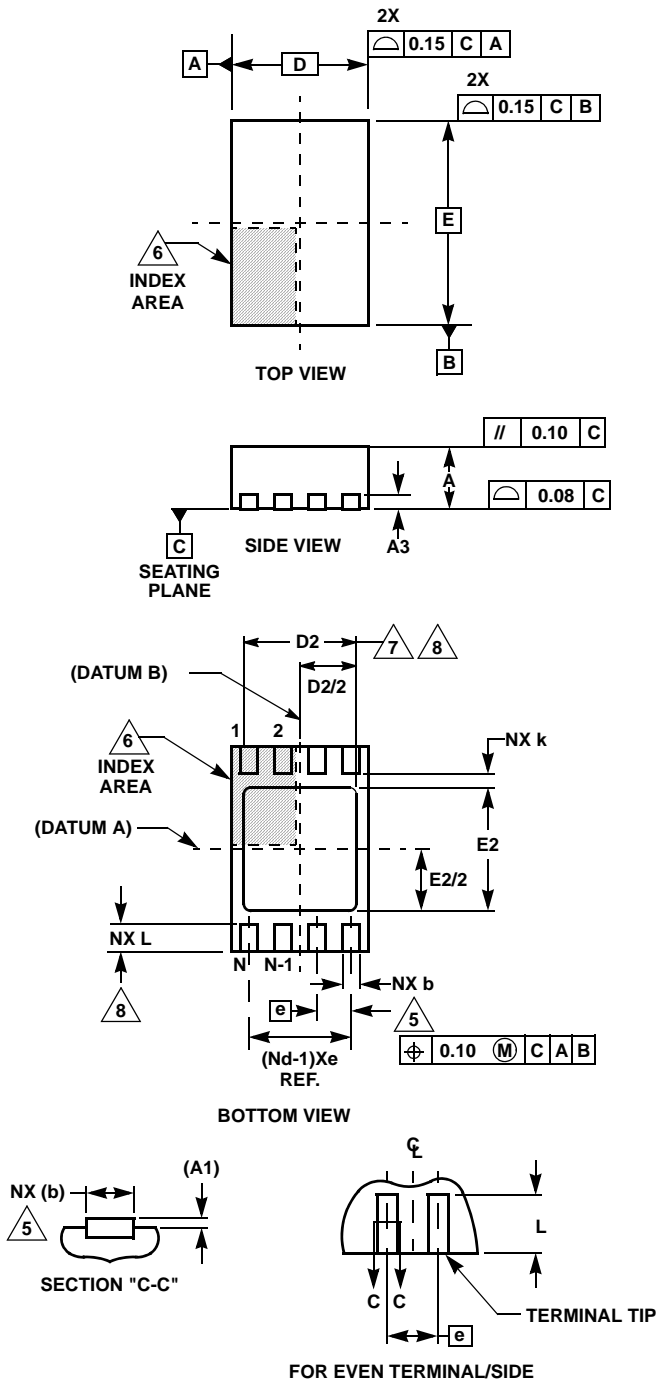 2X
⌓ 0.15 C A
A D
2X
⌓ 0.15 C B
E
6
INDEX
AREA
B
TOP VIEW
// 0.10 C
A
⌓ 0.08 C
C
SIDE VIEW
A3
SEATING
PLANE
D2
7 8
(DATUM B)
D2/2
1 2
6
INDEX
AREA
NX k
(DATUM A)
E2
E2/2
NX L
N N-1
NX b
8
e
5
(Nd-1)Xe
REF.
⌖ 0.10 Ⓜ C A B
BOTTOM VIEW
(A1)
NX (b)
5
SECTION "C-C"
℄
L
C C
TERMINAL TIP
e
FOR EVEN TERMINAL/SIDE